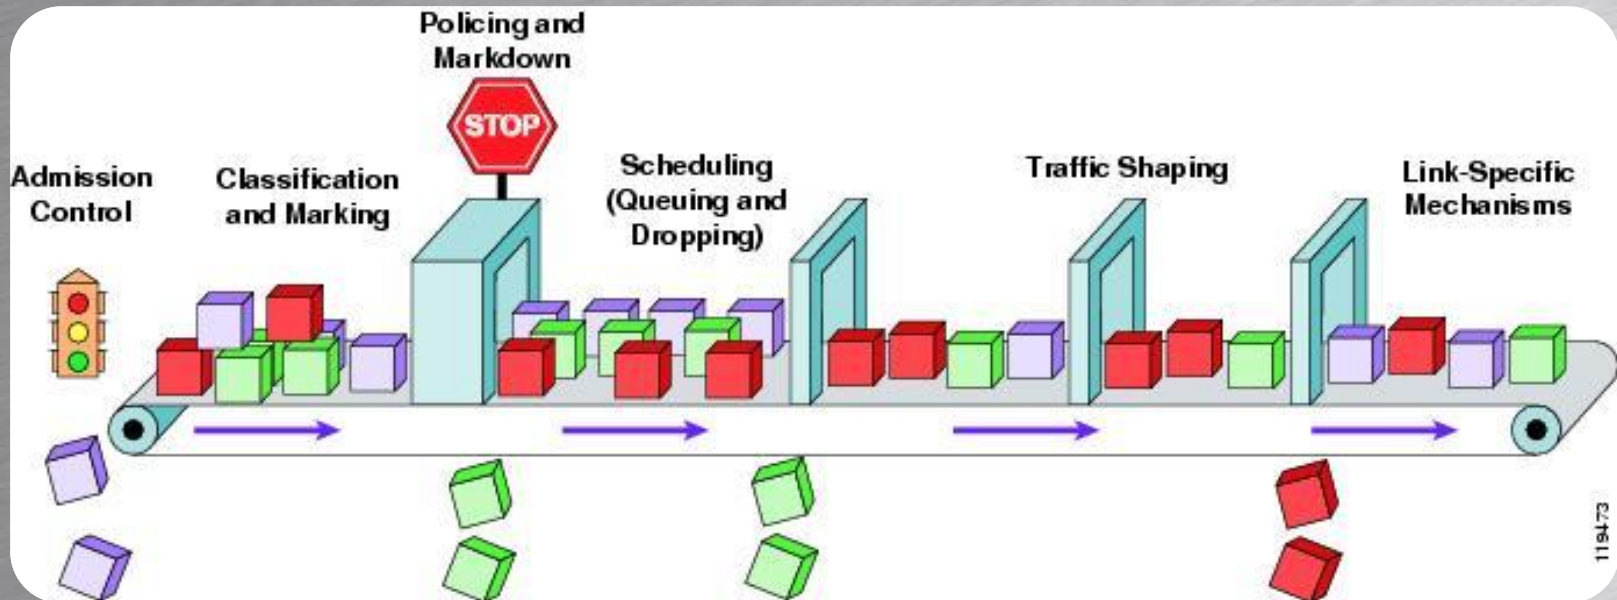 Policing and
Markdown
STOP
Admission
Control
Classification
and Marking
Scheduling
(Queuing and
Dropping)
Traffic Shaping
Link-Specific
Mechanisms
119473